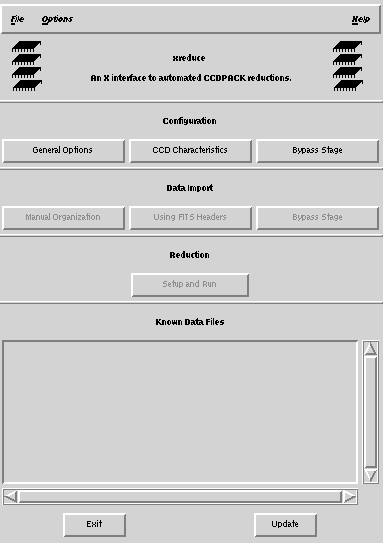 File Options Help
xreduce
An X interface to automated CCDPACK reductions.
Configuration
General Options CCD Characteristics Bypass Stage
Data Import
Manual Organization Using FITS Headers Bypass Stage
Reduction
Setup and Run
Known Data Files
Exit Update